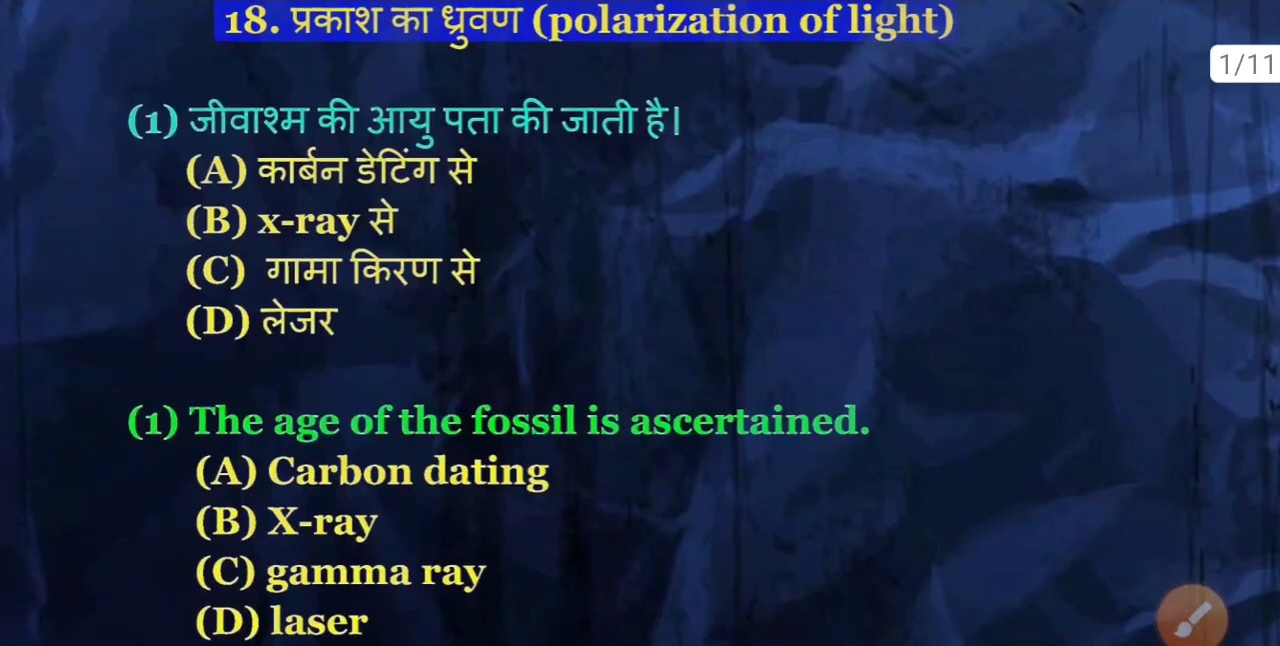 18. प्रकाश का ध्रुवण (polarization of light)
1/11
(1) जीवाश्म की आयु पता की जाती है।
(A) कार्बन डेटिंग से
(B) x-ray से
(C) गामा किरण से
(D) लेजर
(1) The age of the fossil is ascertained.
(A) Carbon dating
(B) X-ray
(C) gamma ray
(D) laser